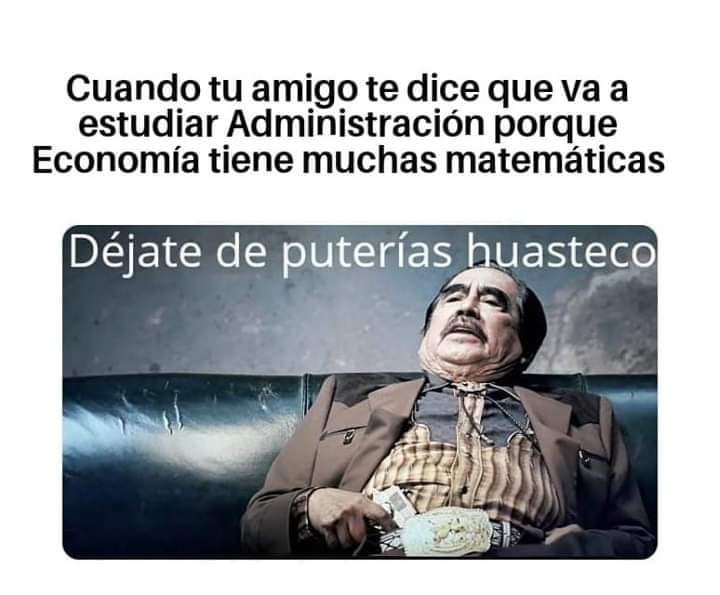 Cuando tu amigo te dice que va a
estudiar Administración porque
Economía tiene muchas matemáticas
Déjate de puterías huasteco